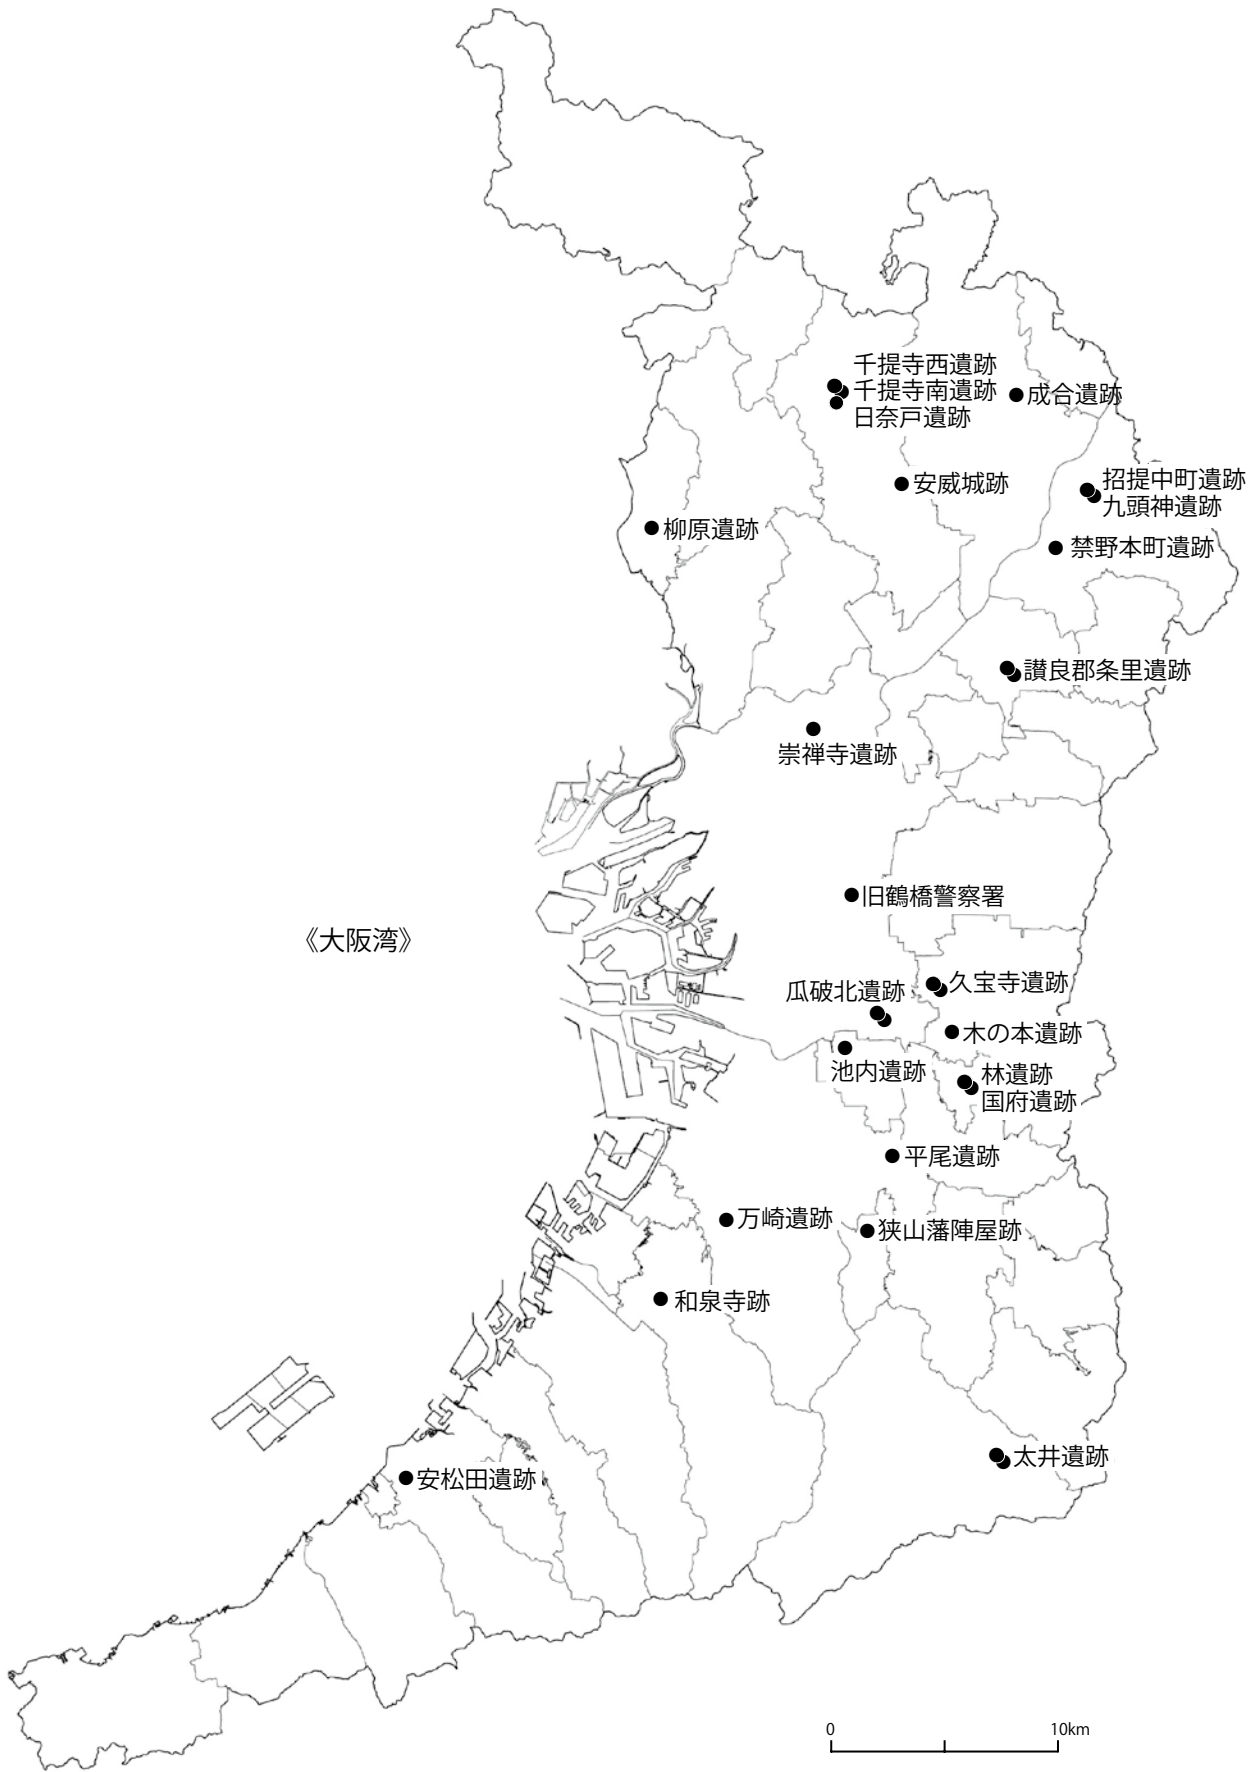 千提寺西遺跡
千提寺南遺跡
日奈戸遺跡
成合遺跡
安威城跡
招提中町遺跡
九頭神遺跡
柳原遺跡
禁野本町遺跡
讃良郡条里遺跡
崇禅寺遺跡
旧鶴橋警察署
《大阪湾》
久宝寺遺跡
瓜破北遺跡
木の本遺跡
池内遺跡
林遺跡
国府遺跡
平尾遺跡
万崎遺跡
狭山藩陣屋跡
和泉寺跡
太井遺跡
安松田遺跡
0
10km